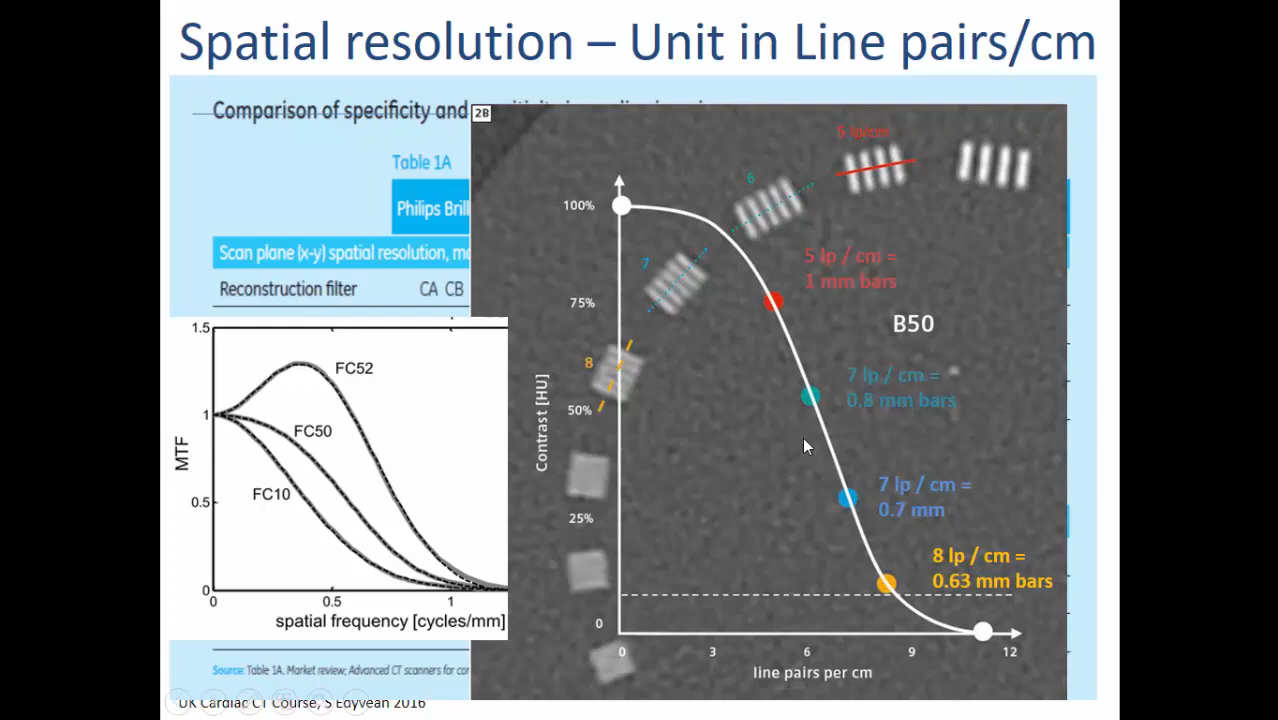 Spatial resolution – Unit in Line pairs/cm
Comparison of specificity and
Table 1A
Philips Brill
Scan plane (x-y) spatial resolution, mo
Reconstruction filter CA CB
2B
5 lp/cm
6
7
8
100%
75%
50%
25%
0
Contrast [HU]
5 lp / cm =
1 mm bars
B50
7 lp / cm =
0.8 mm bars
7 lp / cm =
0.7 mm
8 lp / cm =
0.63 mm bars
0 3 6 9 12
line pairs per cm
1.5
1
0.5
0
MTF
FC52
FC50
FC10
0 0.5 1
spatial frequency [cycles/mm]
Source: Table 1A. Market review; Advanced CT scanners for cor
UK Cardiac CT Course, S Edyvean 2016